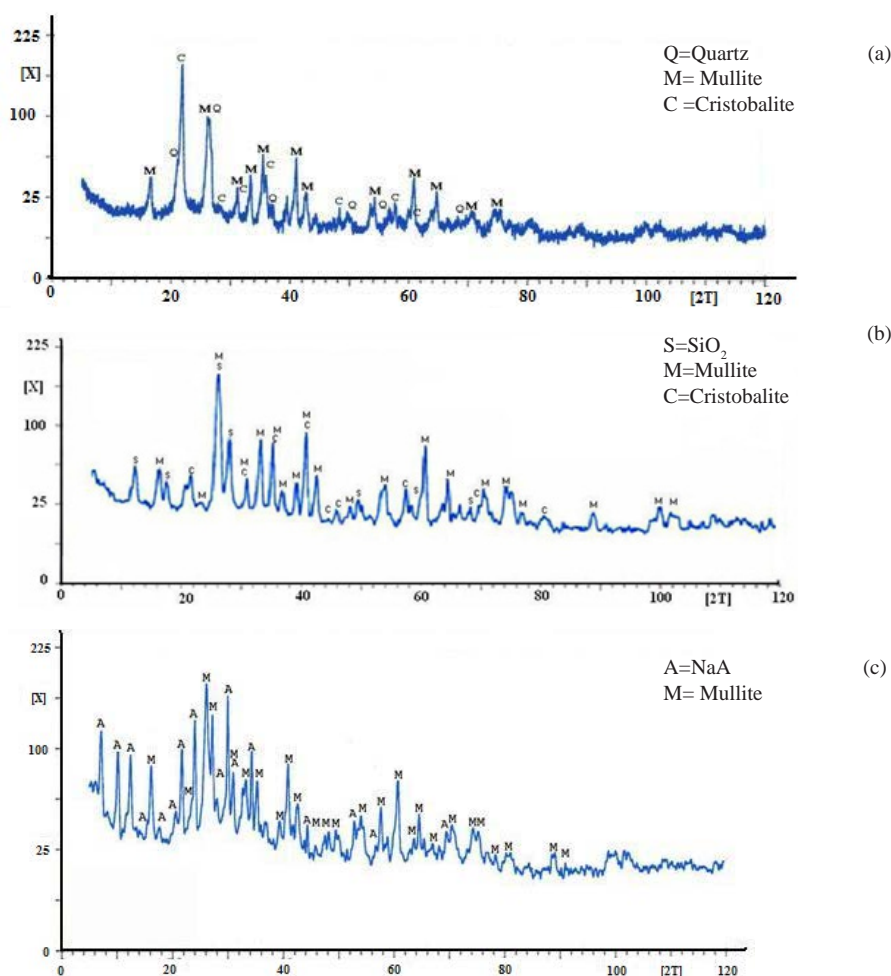 225
[X]
100
25
0
0 20 40 60 80 100 [2T] 120
Q=Quartz
M= Mullite
C =Cristobalite
(a)
M Q C M Q C M C M M C Q M M C Q M Q C M C M Q M M
225
[X]
100
25
0
0 20 40 60 80 100 [2T] 120
S=SiO2
M=Mullite
C=Cristobalite
(b)
S M S C M M S S M C M M C M M M C M C C M S M C S M M S C M M M C M M M
225
[X]
100
25
0
0 20 40 60 80 100 [2T] 120
A=NaA
M= Mullite
(c)
A A A A M A A A M A M M A A M A M A M M M M A M M M A M A M M M M M A M M M M M M M